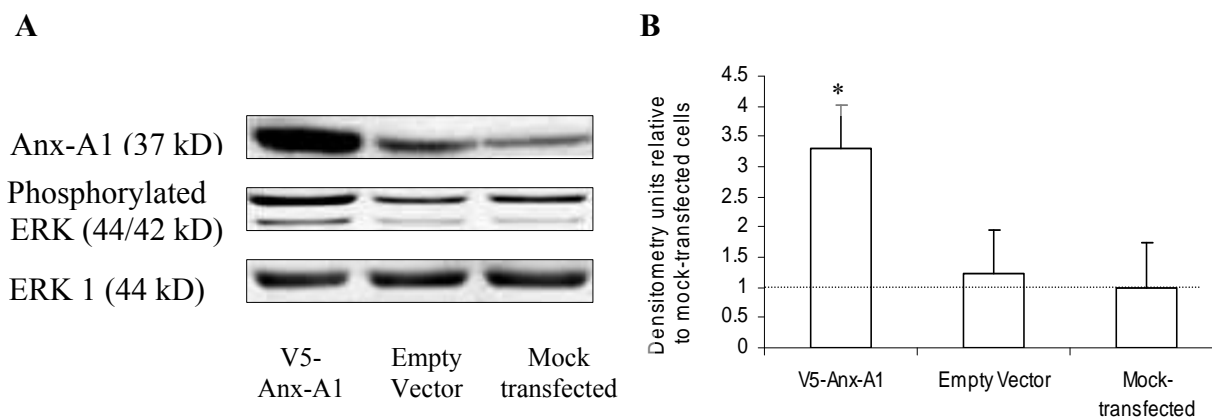 A
Anx-A1 (37 kD)
Phosphorylated
ERK (44/42 kD)
ERK 1 (44 kD)
V5-
Anx-A1
Empty
Vector
Mock
transfected
B
Densitometry units relative
to mock-transfected cells
4.5
4
3.5
3
2.5
2
1.5
1
0.5
0
*
V5-Anx-A1
Empty Vector
Mock-
transfected